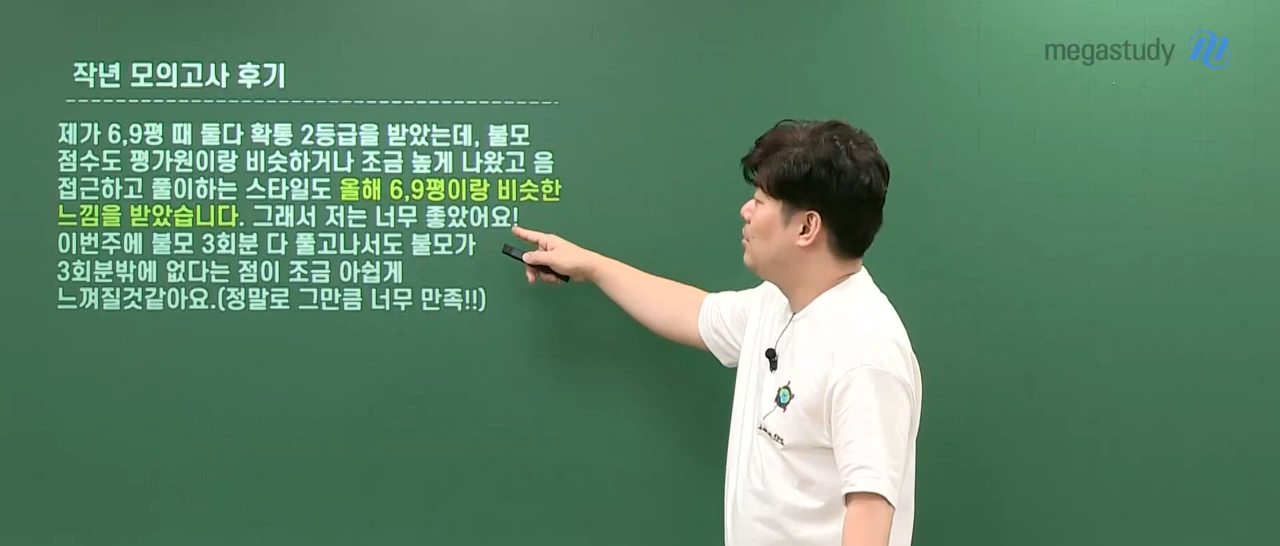 megastudy
작년 모의고사 후기
제가 6,9평 때 둘다 확통 2등급을 받았는데, 불모
점수도 평가원이랑 비슷하거나 조금 높게 나왔고 음
접근하고 풀이하는 스타일도 올해 6,9평이랑 비슷한
느낌을 받았습니다. 그래서 저는 너무 좋았어요!
이번주에 불모 3회분 다 풀고나서도 불모가
3회분밖에 없다는 점이 조금 아쉽게
느껴질것같아요.(정말로 그만큼 너무 만족!!)